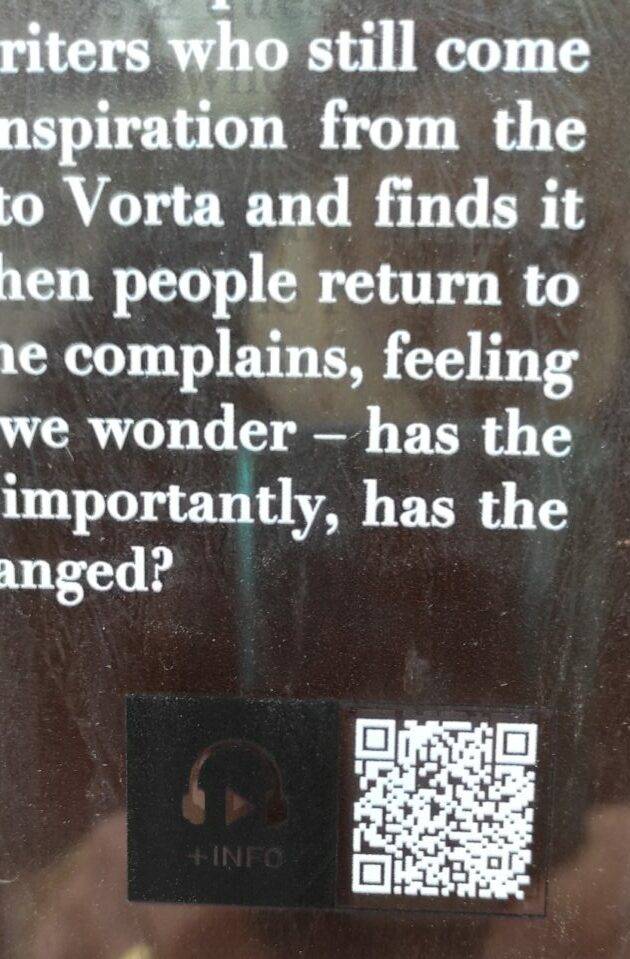 riters who still come
nspiration from the
to Vorta and finds it
hen people return to
ne complains, feeling
we wonder – has the
importantly, has the
anged?
+INFO